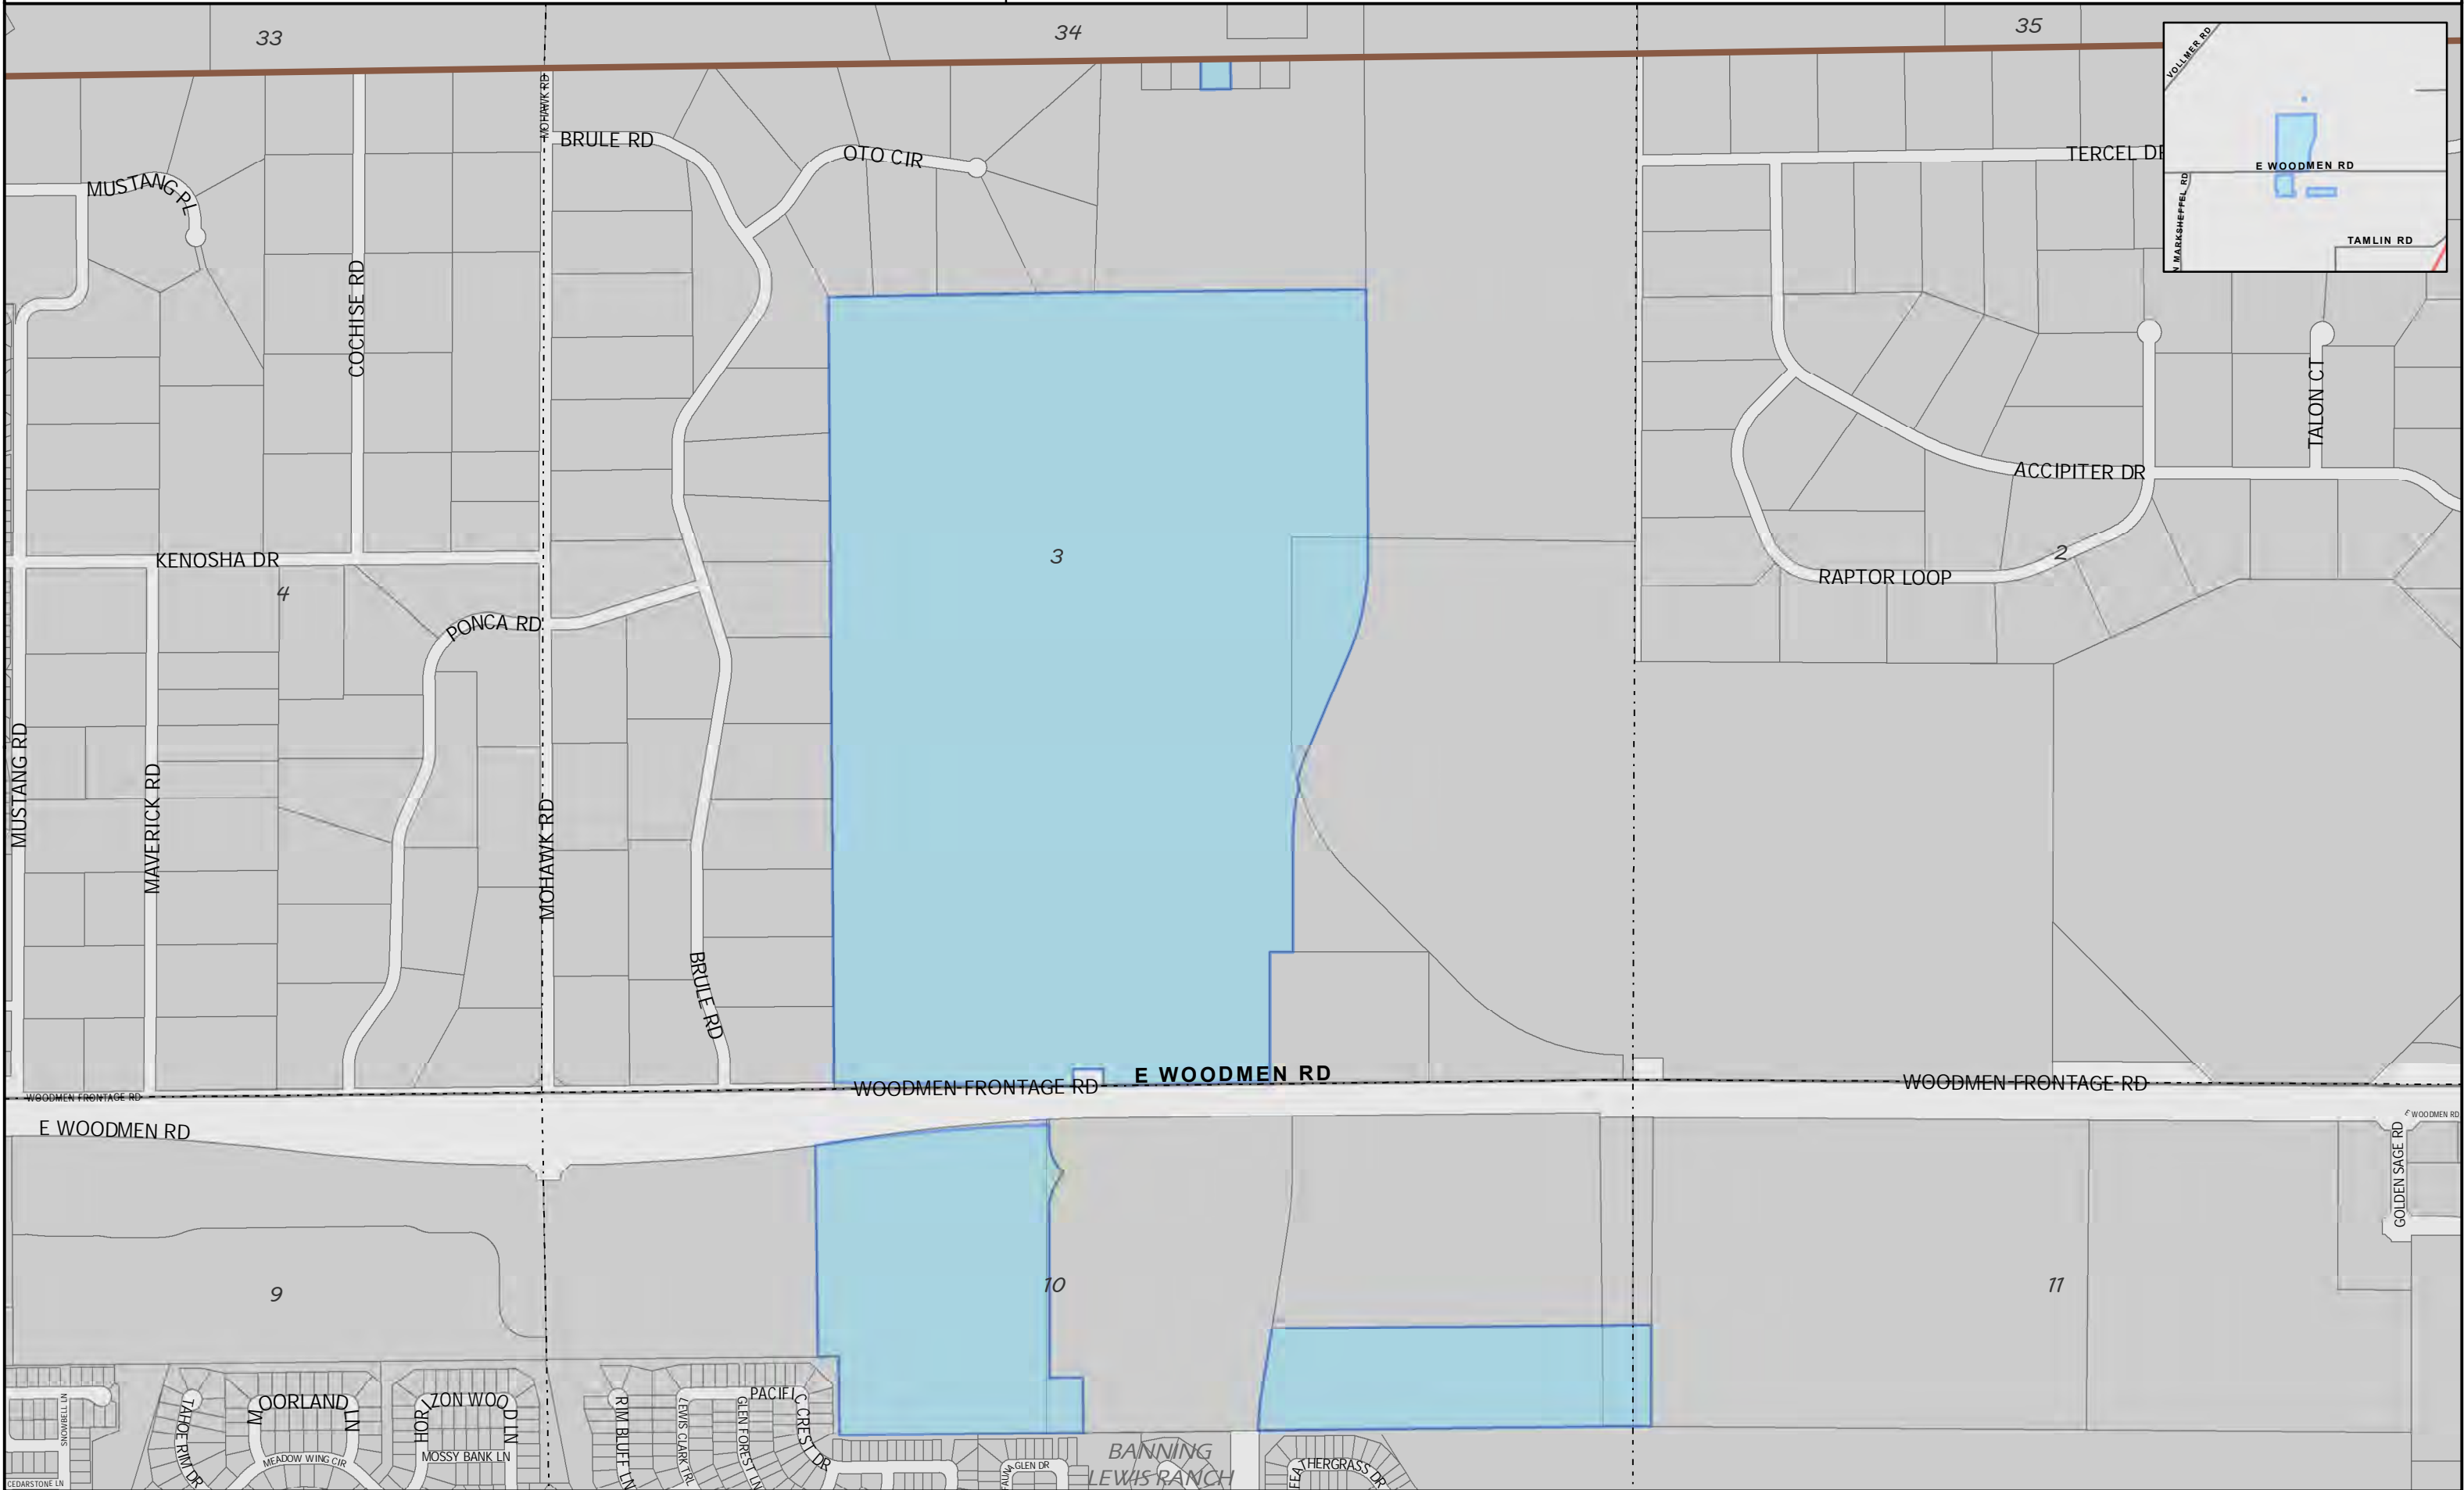 33
34
35
VOLLMER RD
E WOODMEN RD
N MARKSHEFFEL RD
TAMLIN RD
MOHAWK RD
BRULE RD
OTO CIR
TERCEL DR
MUSTANG PL
COCHISE RD
TALON CT
ACCIPITER DR
KENOSHA DR
3
2
RAPTOR LOOP
4
PONCA RD
MUSTANG RD
MAVERICK RD
MOHAWK RD
BRULE RD
E WOODMEN RD
WOODMEN FRONTAGE RD
WOODMEN FRONTAGE RD
WOODMEN FRONTAGE RD
E WOODMEN RD
E WOODMEN RD
GOLDEN SAGE RD
9
10
11
SNOWBELL LN
TAHOE RIM DR
MOORLAND LN
HORIZON WOOD LN
MEADOW WING CIR
MOSSY BANK LN
CEDARSTONE LN
RIM BLUFF LN
LEWIS CLARK TRL
GLEN FOREST LN
PACIFIC CREST DR
FAUNA GLEN DR
BANNING
LEWIS RANCH
FEATHERGRASS DR